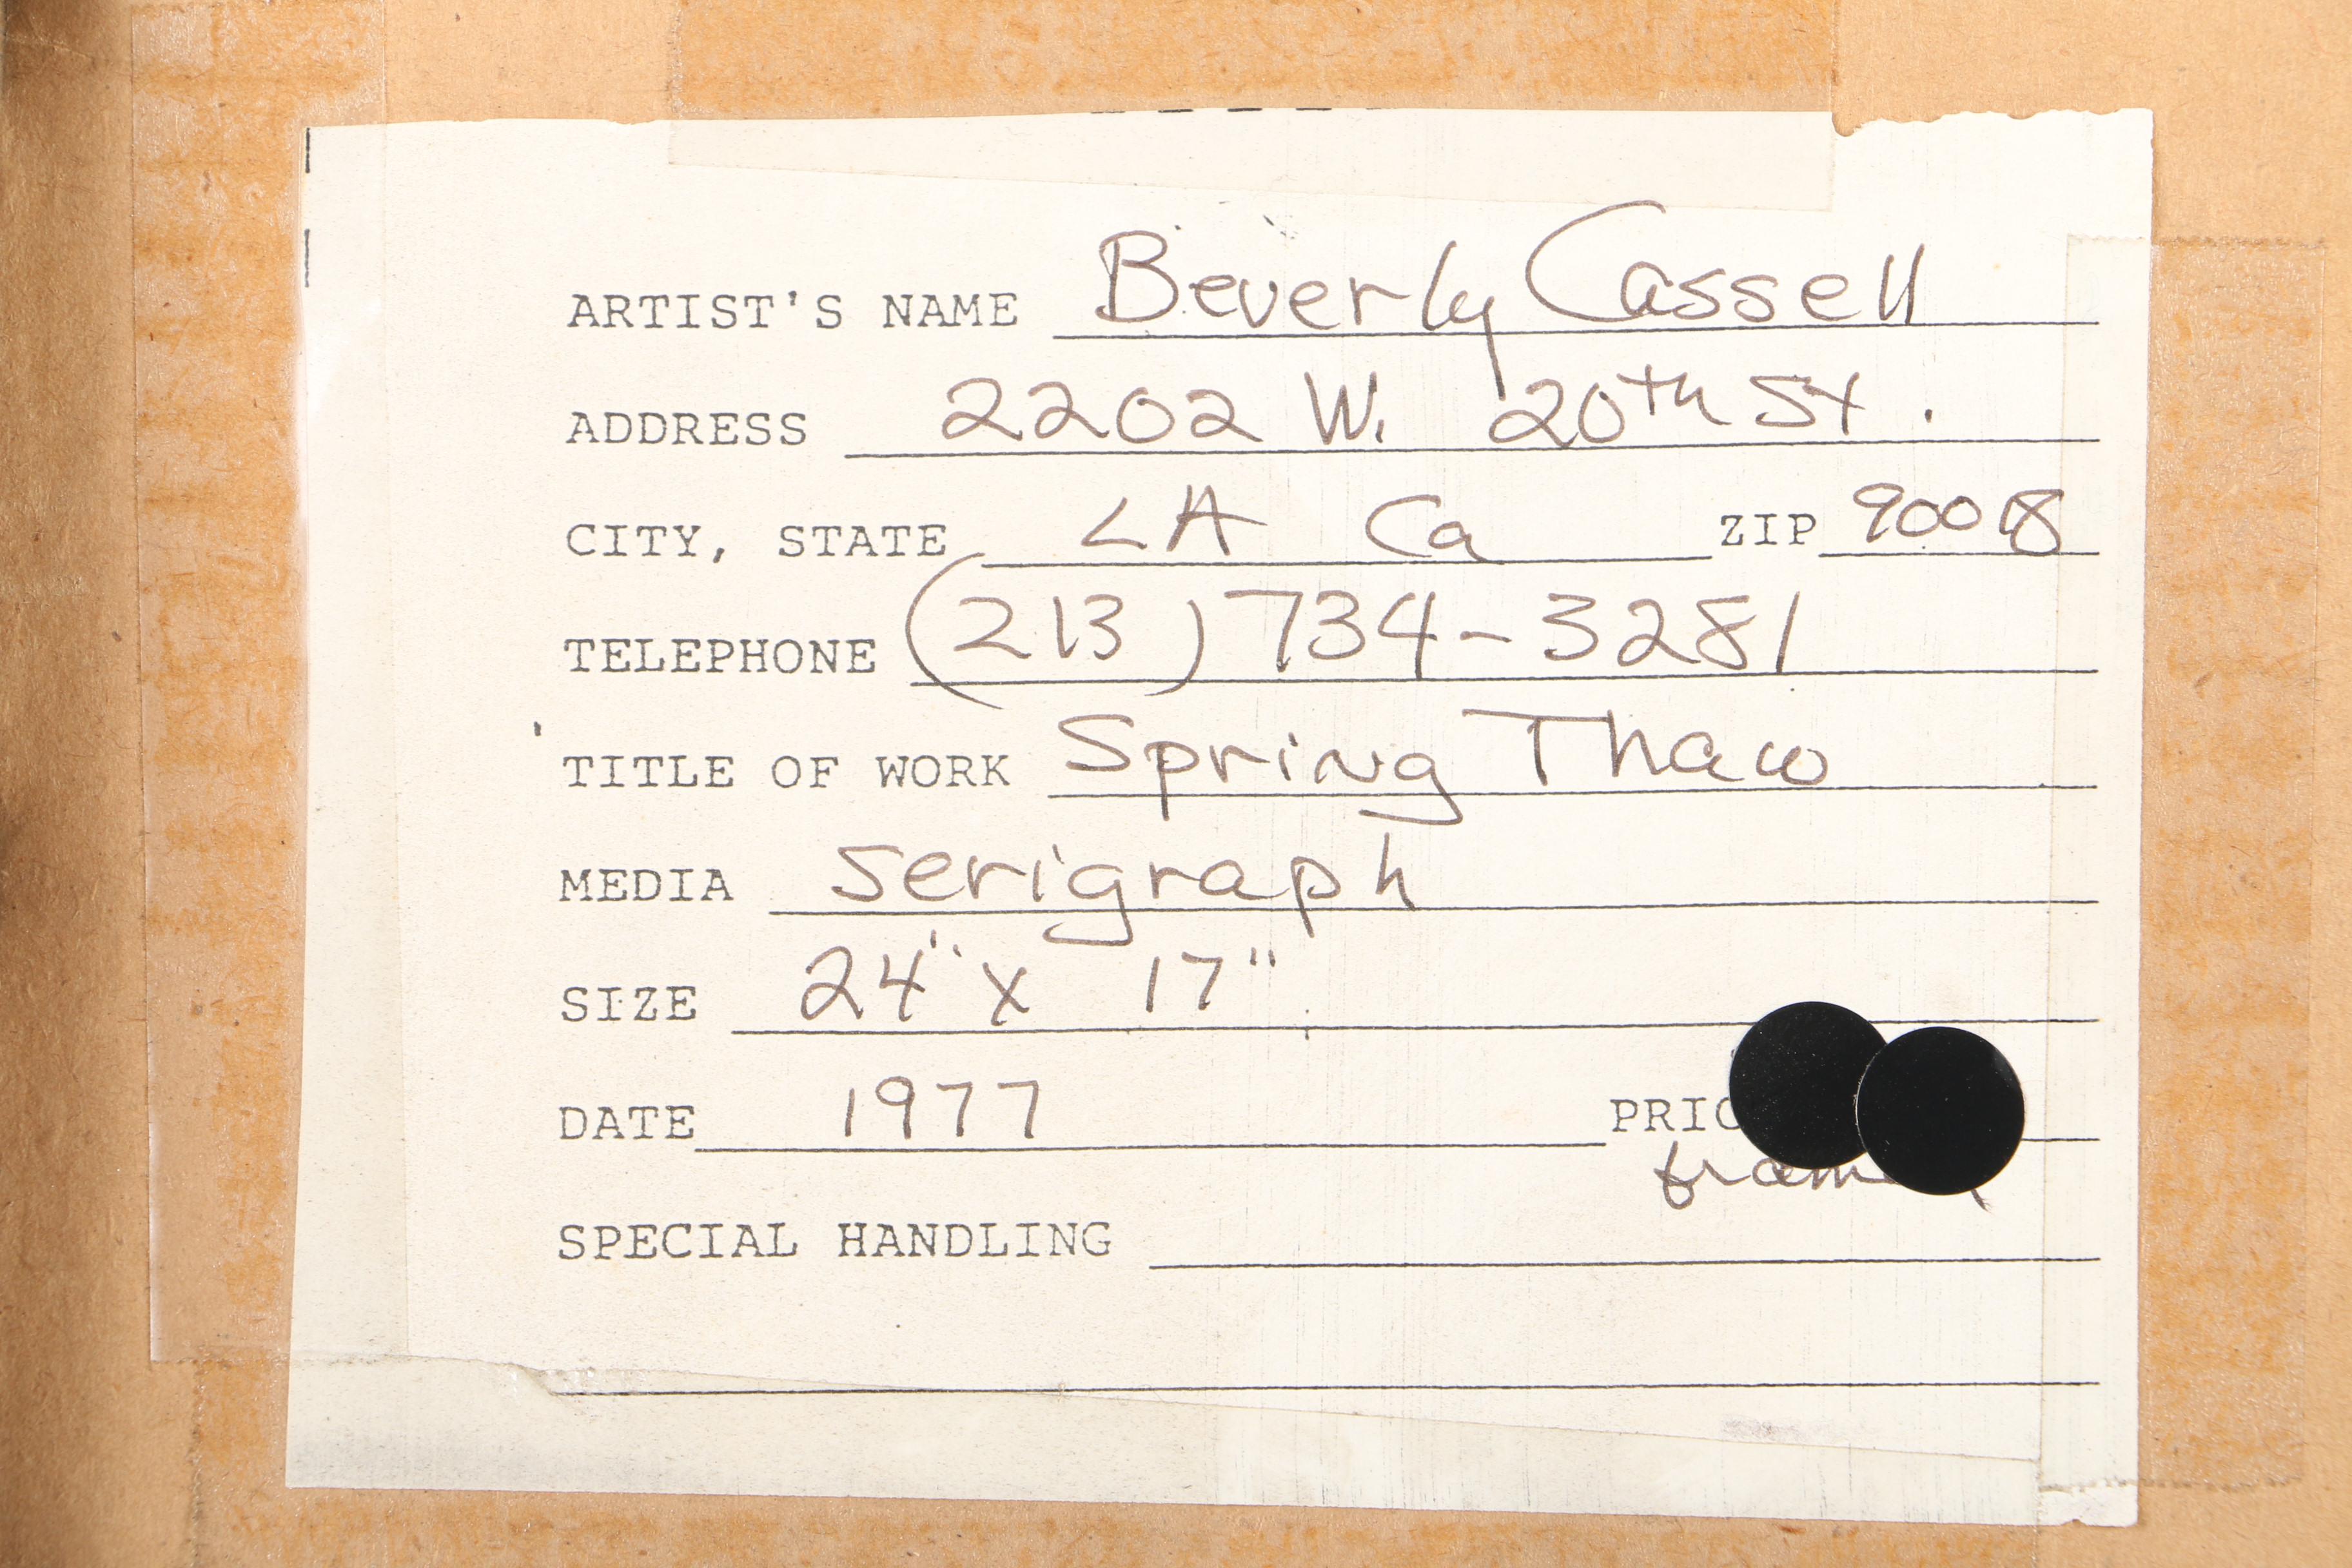 ARTIST'S NAME Beverly Cassell
ADDRESS 2202 W. 20th St.
CITY, STATE LA Ca ZIP 90018
TELEPHONE (213) 734-3281
TITLE OF WORK Spring Thaw
MEDIA serigraph
SIZE 24" x 17"
DATE 1977
SPECIAL HANDLING